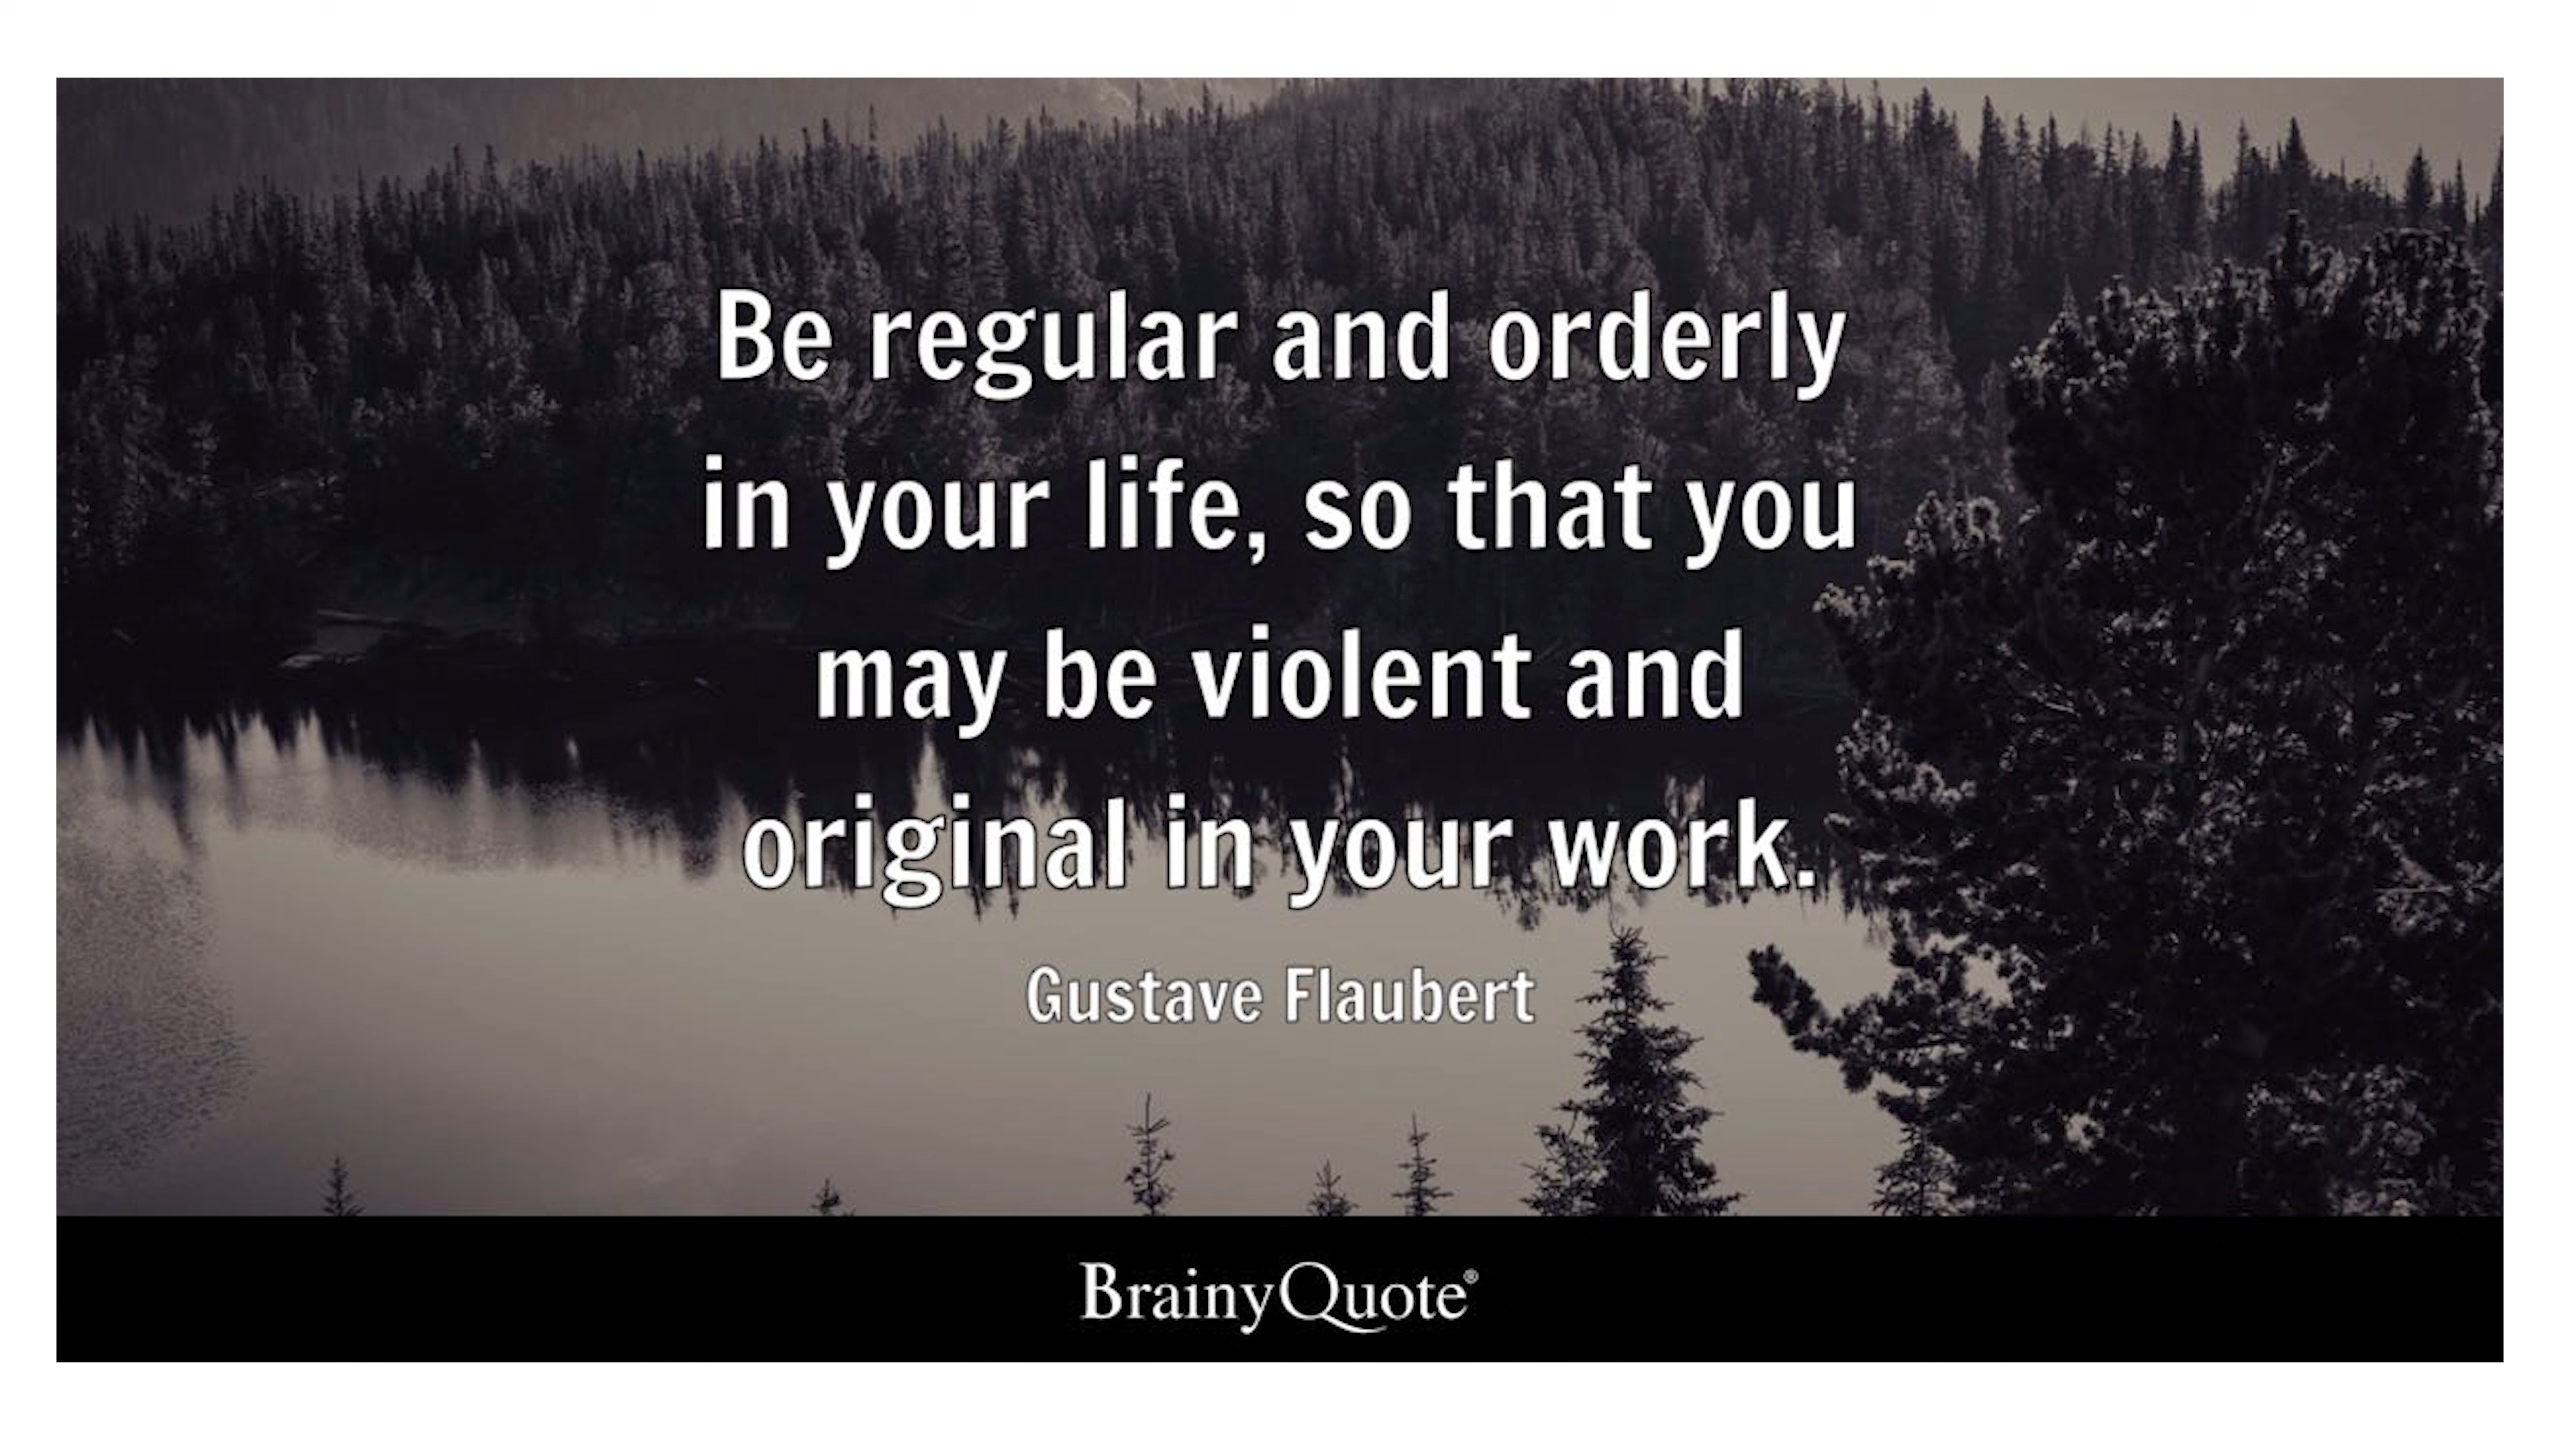 Be regular and orderly
in your life, so that you
may be violent and
original in your work.
Gustave Flaubert
BrainyQuote®